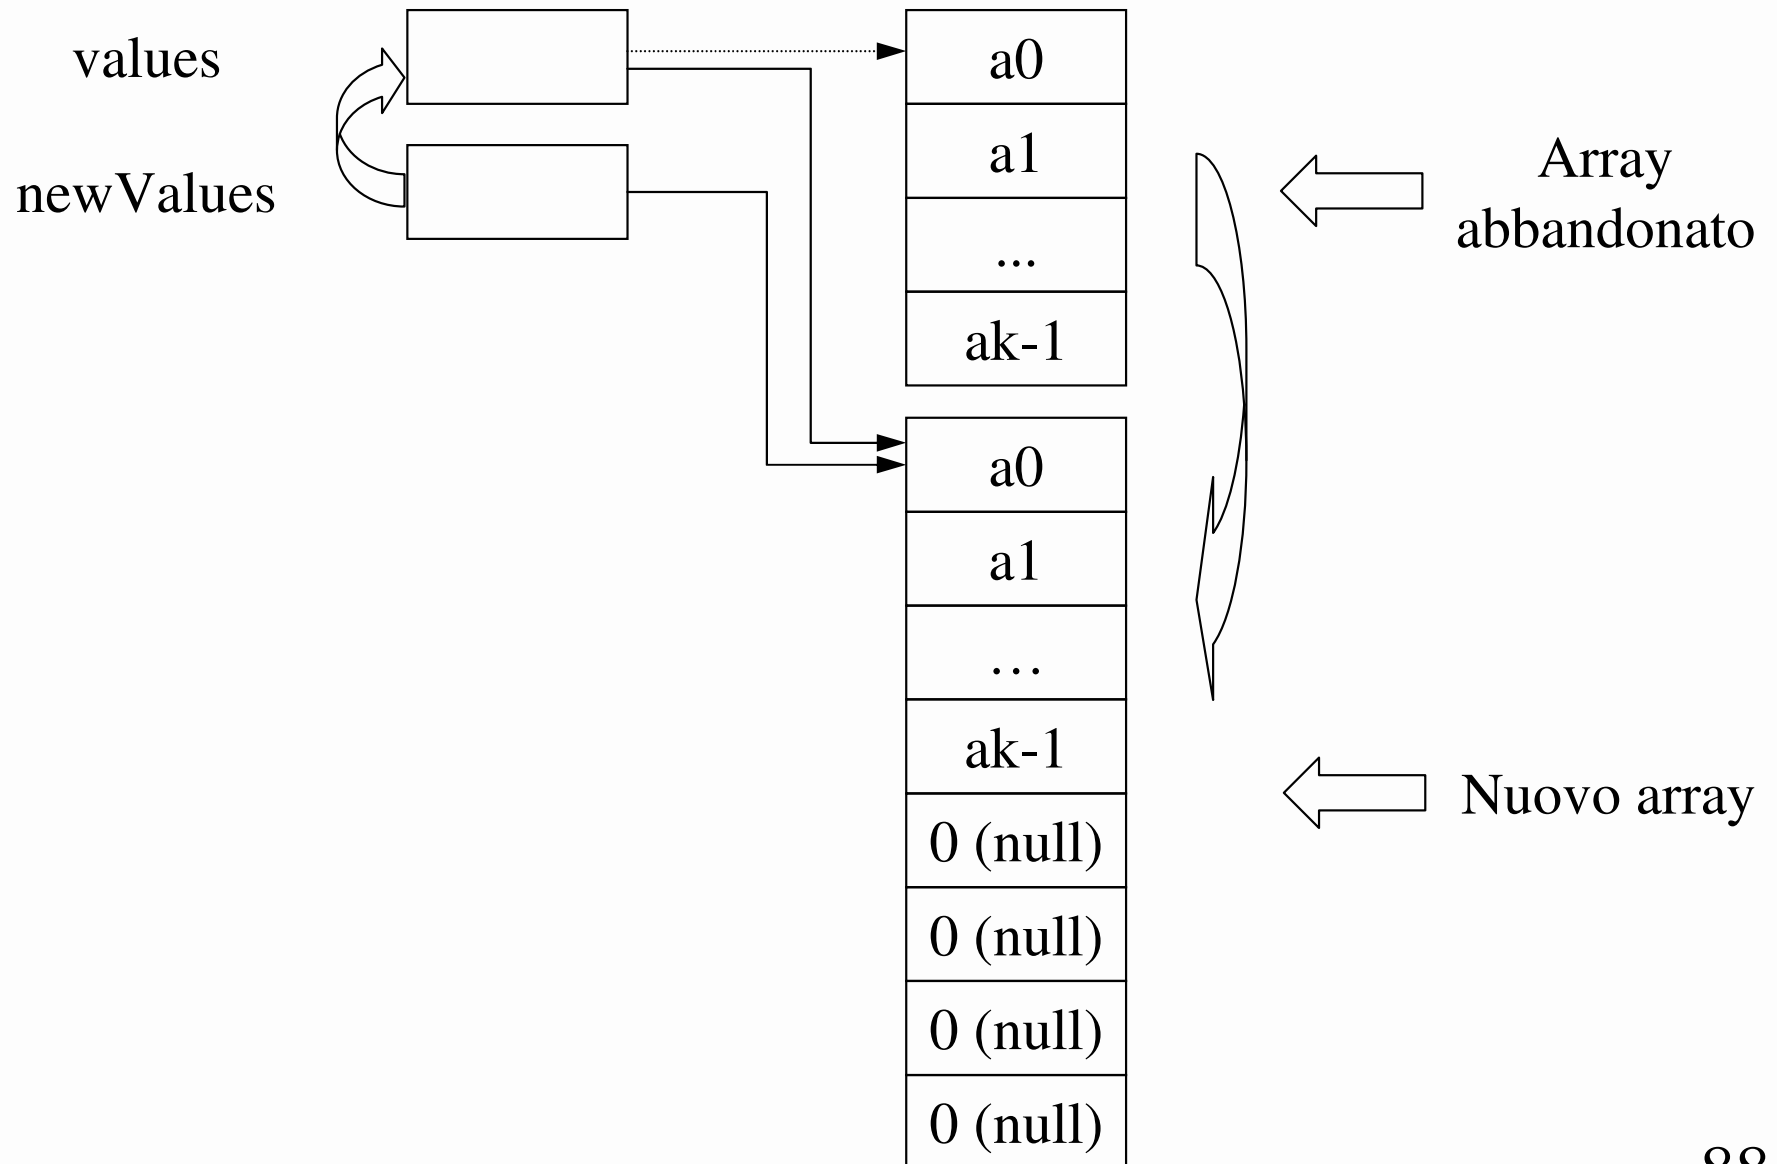 values
newValues
a0
a1
...
ak-1
Array
abbandonato
a0
a1
…
ak-1
0 (null)
0 (null)
0 (null)
0 (null)
Nuovo array
88